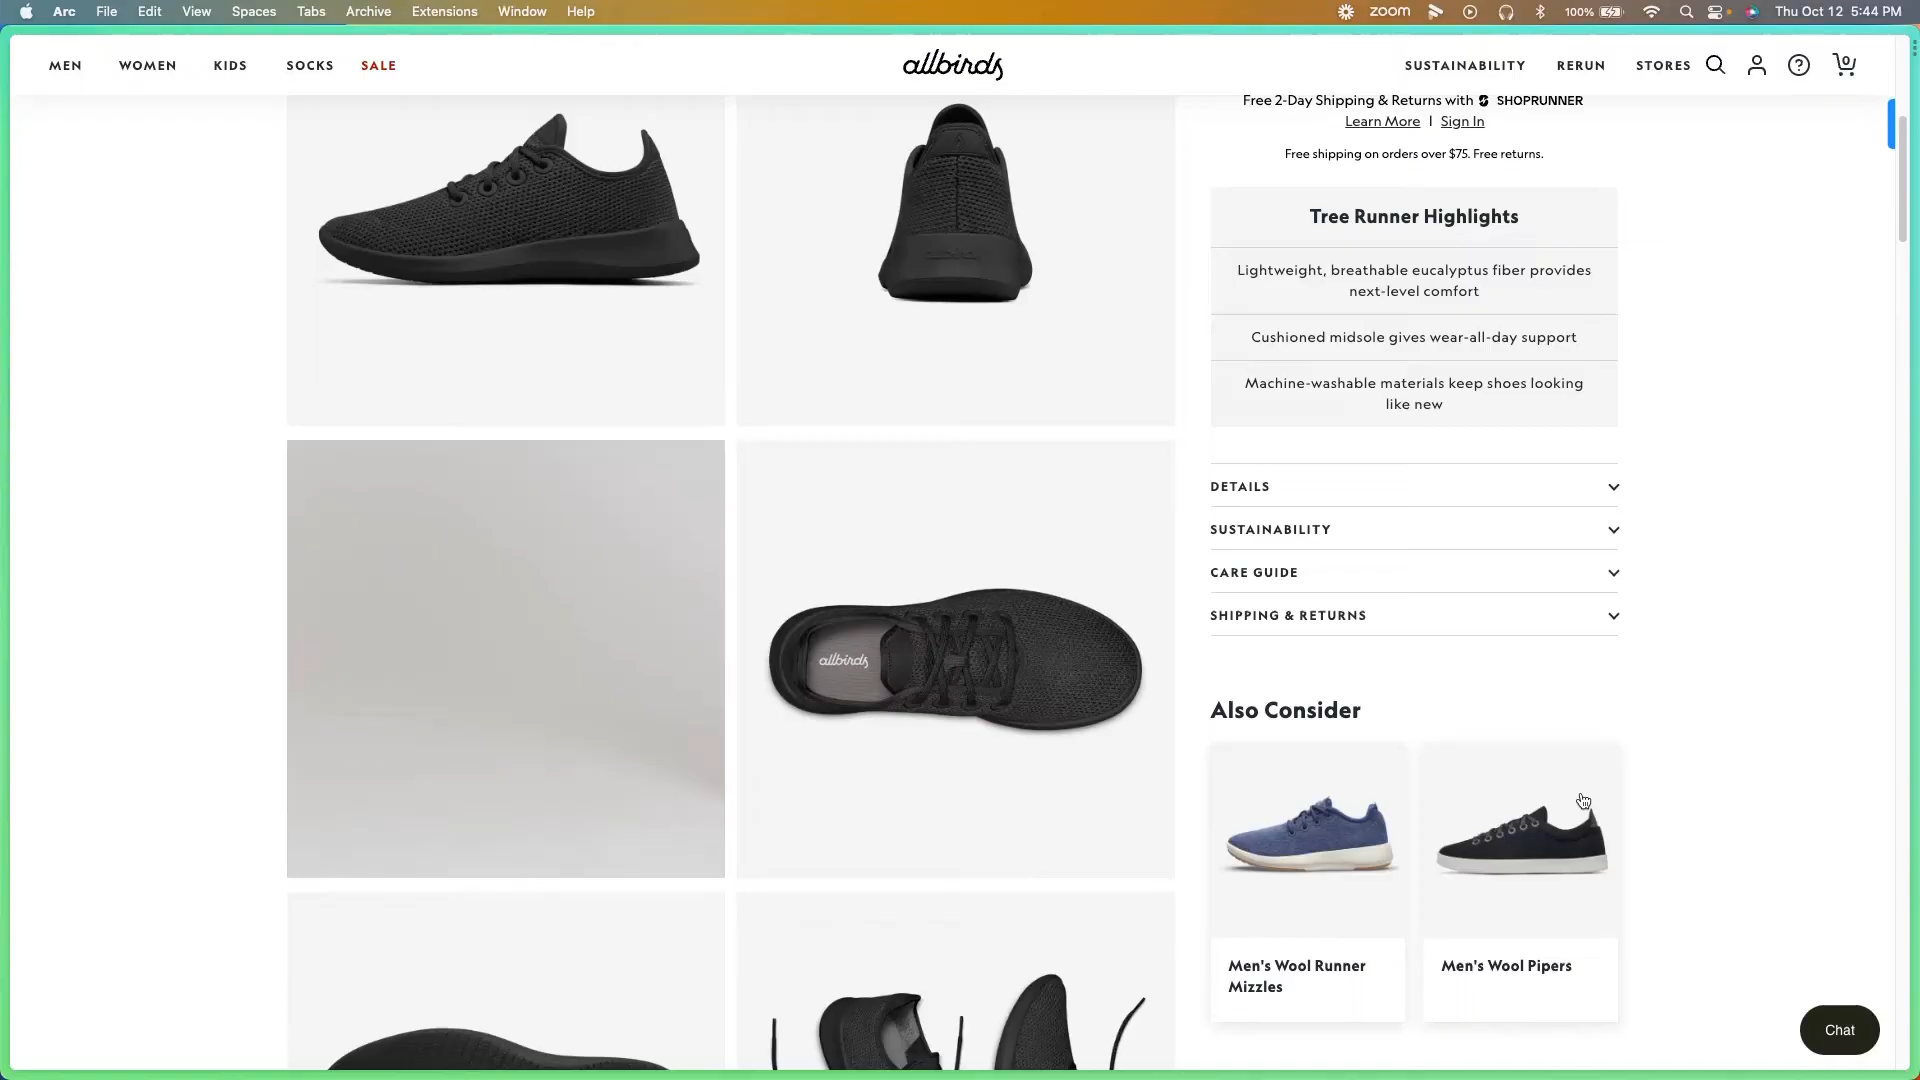 Arc File Edit View Spaces Tabs Archive Extensions Window Help zoom 100% Thu Oct 12 5:44 PM
MEN WOMEN KIDS SOCKS SALE allbirds SUSTAINABILITY RERUN STORES 0
Free 2-Day Shipping & Returns with SHOPRUNNER
Learn More | Sign In
Free shipping on orders over $75. Free returns.
Tree Runner Highlights
Lightweight, breathable eucalyptus fiber provides
next-level comfort
Cushioned midsole gives wear-all-day support
Machine-washable materials keep shoes looking
like new
DETAILS
SUSTAINABILITY
CARE GUIDE
SHIPPING & RETURNS
allbirds
Also Consider
Men's Wool Runner
Mizzles
Men's Wool Pipers
Chat